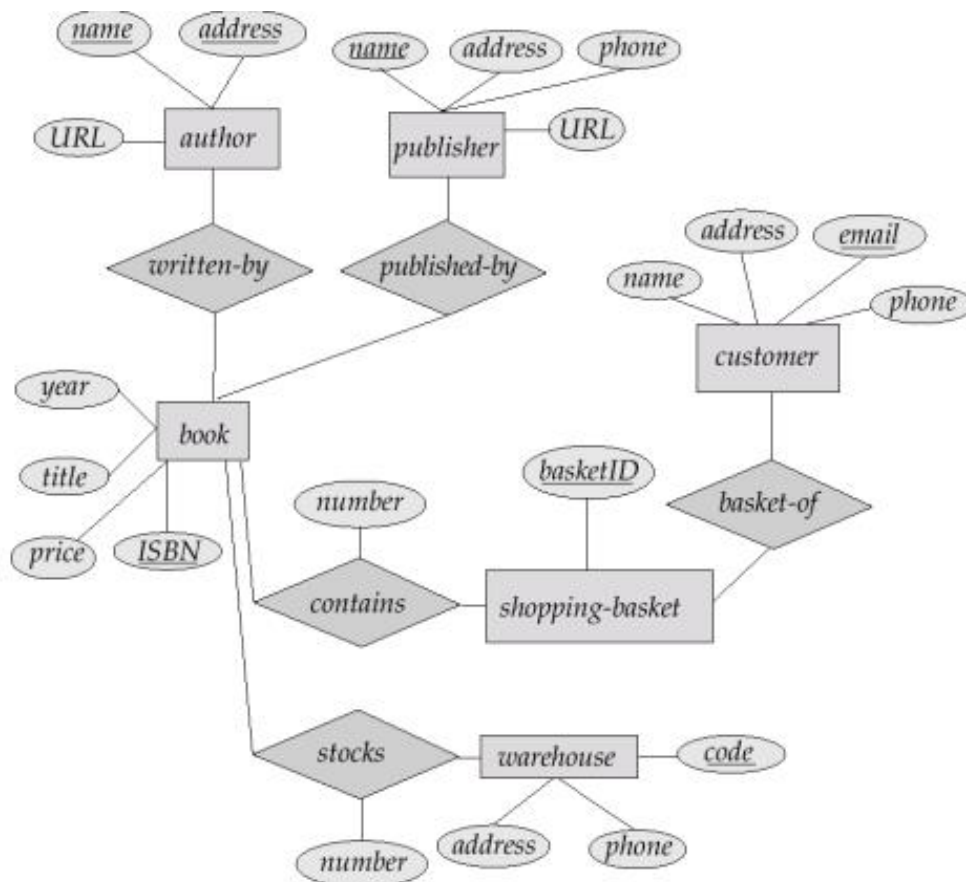 name
address
URL
author
name
address
phone
publisher
URL
written-by
published-by
address
email
name
phone
customer
year
title
price
ISBN
book
number
basketID
basket-of
contains
shopping-basket
stocks
warehouse
code
number
address
phone